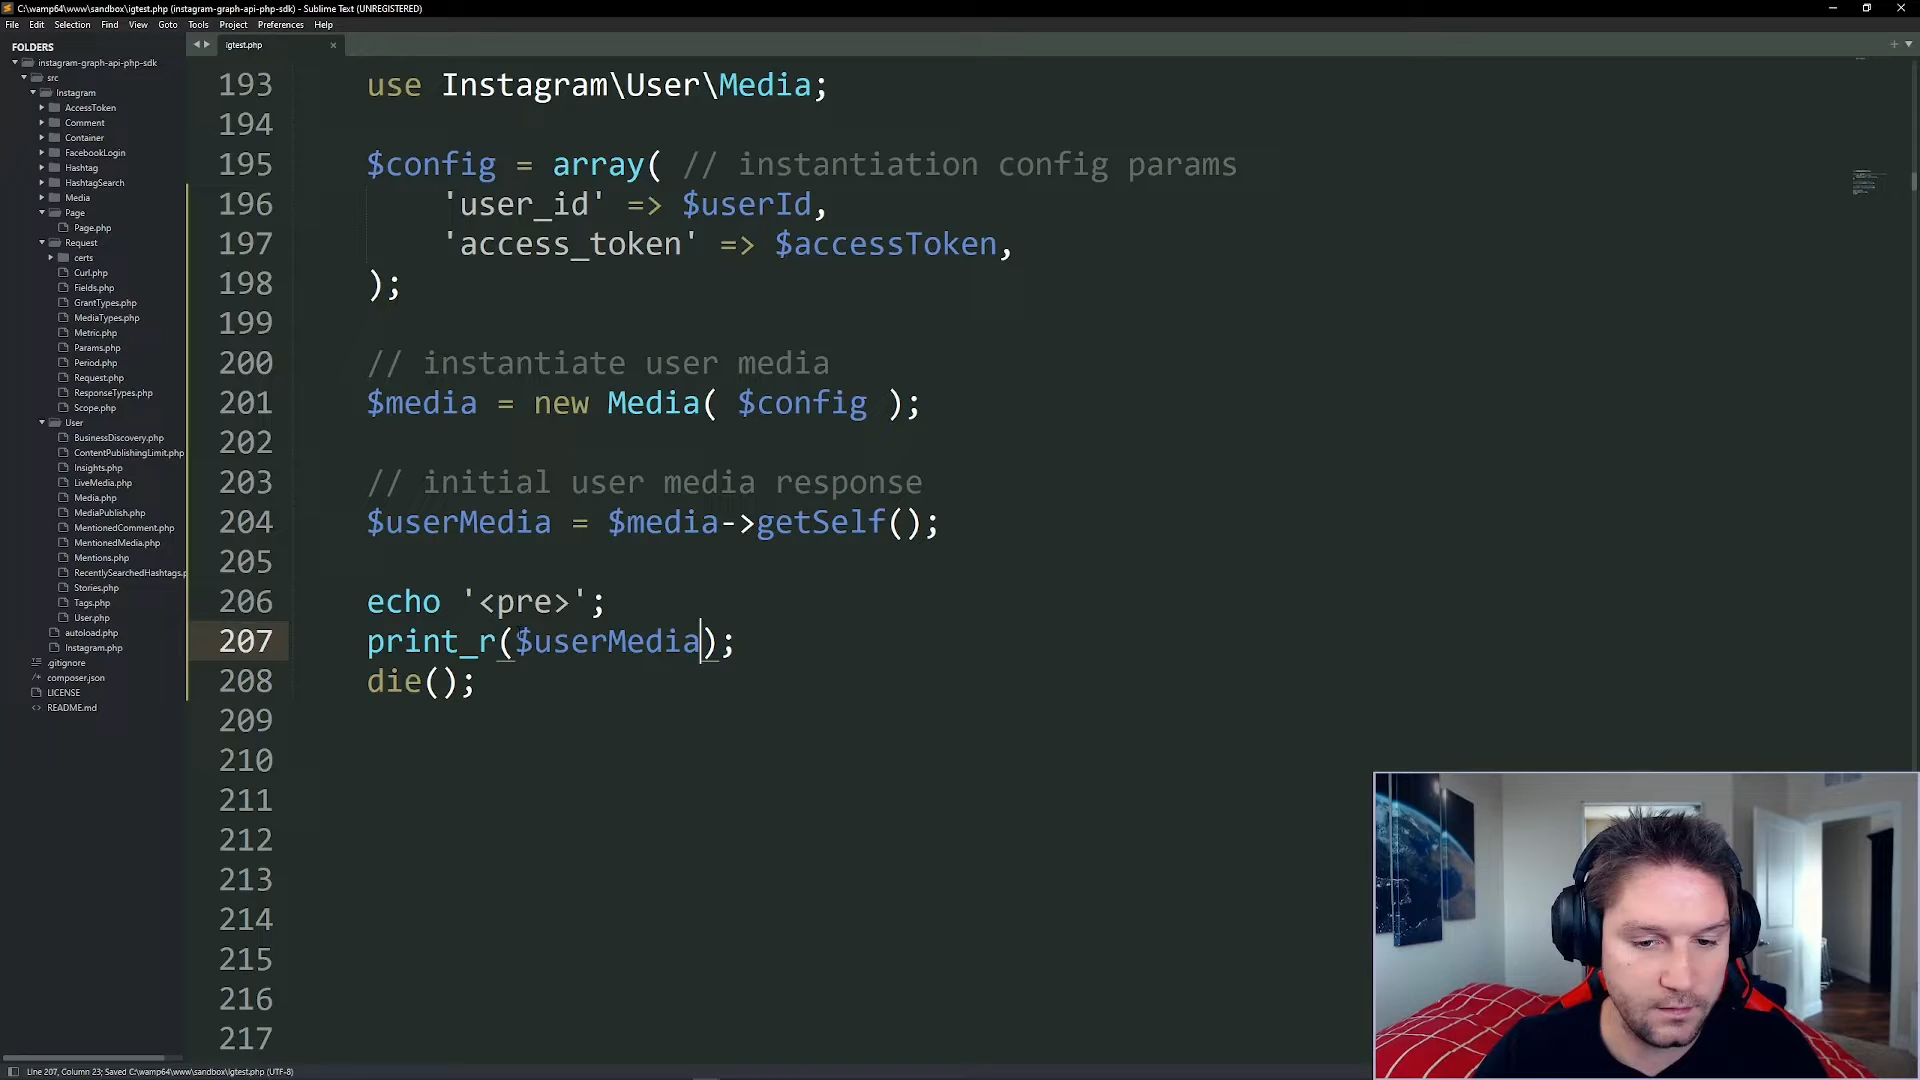 C:\wamp64\www\sandbox\igtest.php (instagram-graph-api-php-sdk) - Sublime Text (UNREGISTERED)
File Edit Selection Find View Goto Tools Project Preferences Help
FOLDERS
instagram-graph-api-php-sdk
src
Instagram
AccessToken
Comment
Container
FacebookLogin
Hashtag
HashtagSearch
Media
Page
Page.php
Request
certs
Curl.php
Fields.php
GrantTypes.php
MediaTypes.php
Metric.php
Params.php
Period.php
Request.php
ResponseTypes.php
Scope.php
User
BusinessDiscovery.php
ContentPublishingLimit.php
Insights.php
LiveMedia.php
Media.php
MediaPublish.php
MentionedComment.php
MentionedMedia.php
Mentions.php
RecentlySearchedHashtags.p
Stories.php
Tags.php
User.php
autoload.php
Instagram.php
.gitignore
composer.json
LICENSE
README.md
igtest.php
193 use Instagram\User\Media;
194
195 $config = array( // instantiation config params
196 'user_id' => $userId,
197 'access_token' => $accessToken,
198 );
199
200 // instantiate user media
201 $media = new Media( $config );
202
203 // initial user media response
204 $userMedia = $media->getSelf();
205
206 echo '<pre>';
207 print_r($userMedia);
208 die();
209
210
211
212
213
214
215
216
217
Line 207, Column 23; Saved C:\wamp64\www\sandbox\igtest.php (UTF-8)